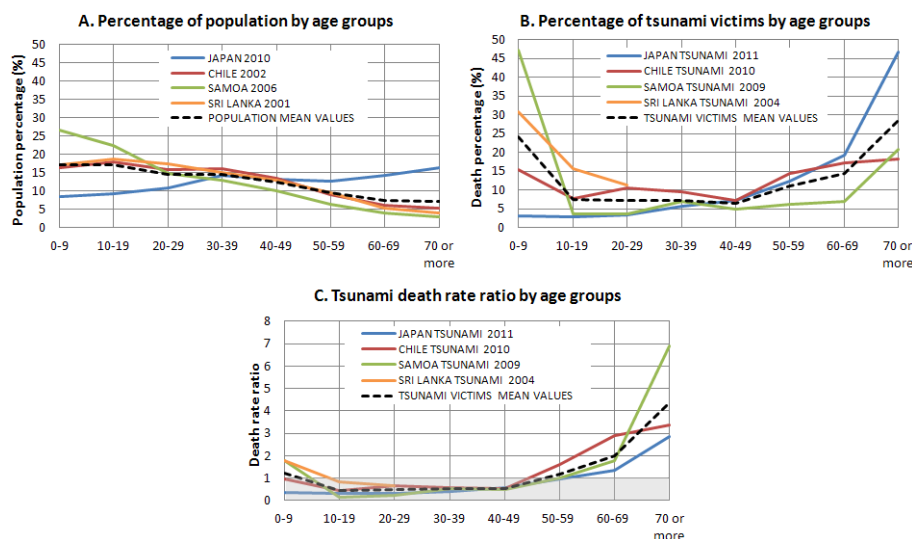 A. Percentage of population by age groups
Population percentage (%)
50
45
40
35
30
25
20
15
10
5
0
JAPAN 2010
CHILE 2002
SAMOA 2006
SRI LANKA 2001
POPULATION MEAN VALUES
0-9 10-19 20-29 30-39 40-49 50-59 60-69 70 or
more
B. Percentage of tsunami victims by age groups
Death percentage (%)
50
45
40
35
30
25
20
15
10
5
0
JAPAN TSUNAMI 2011
CHILE TSUNAMI 2010
SAMOA TSUNAMI 2009
SRI LANKA TSUNAMI 2004
TSUNAMI VICTIMS MEAN VALUES
0-9 10-19 20-29 30-39 40-49 50-59 60-69 70 or
more
C. Tsunami death rate ratio by age groups
Death rate ratio
8
7
6
5
4
3
2
1
0
JAPAN TSUNAMI 2011
CHILE TSUNAMI 2010
SAMOA TSUNAMI 2009
SRI LANKA TSUNAMI 2004
TSUNAMI VICTIMS MEAN VALUES
0-9 10-19 20-29 30-39 40-49 50-59 60-69 70 or
more